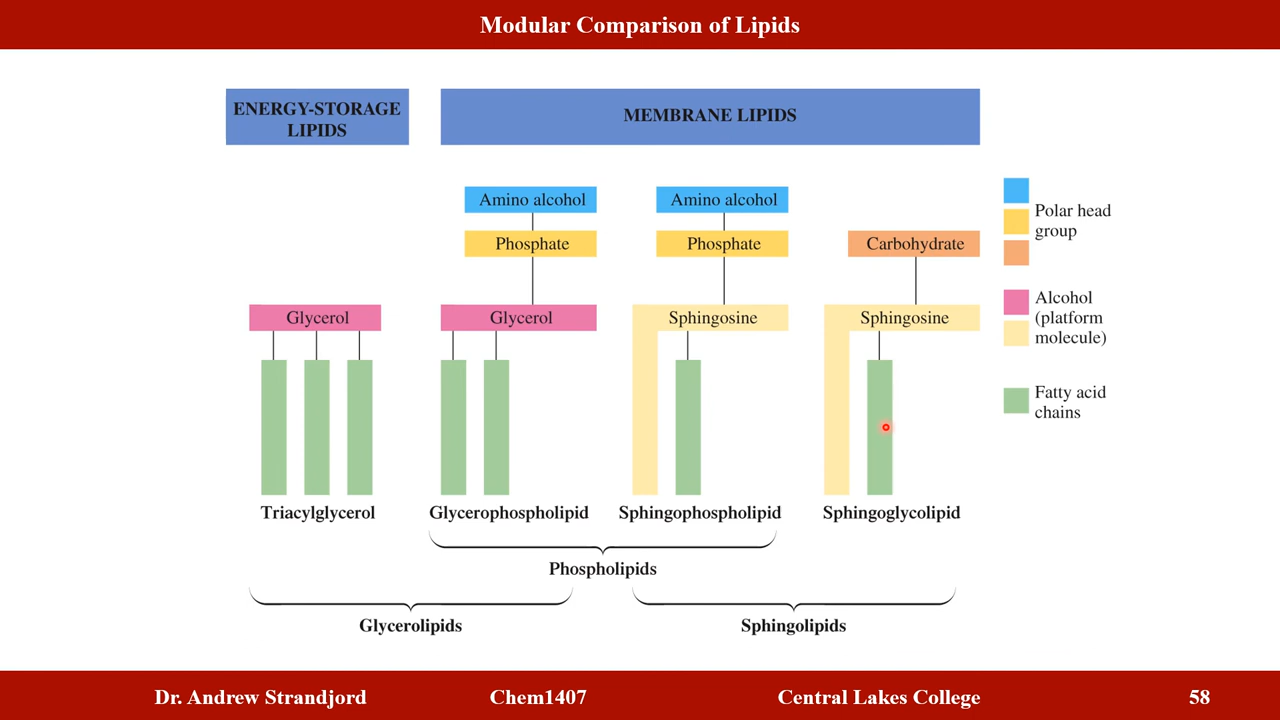 Modular Comparison of Lipids
ENERGY-STORAGE
LIPIDS
MEMBRANE LIPIDS
Amino alcohol
Amino alcohol
Phosphate
Phosphate
Carbohydrate
Polar head
group
Glycerol
Glycerol
Sphingosine
Sphingosine
Alcohol
(platform
molecule)
Fatty acid
chains
Triacylglycerol
Glycerophospholipid
Sphingophospholipid
Sphingoglycolipid
Phospholipids
Glycerolipids
Sphingolipids
Dr. Andrew Strandjord
Chem1407
Central Lakes College
58